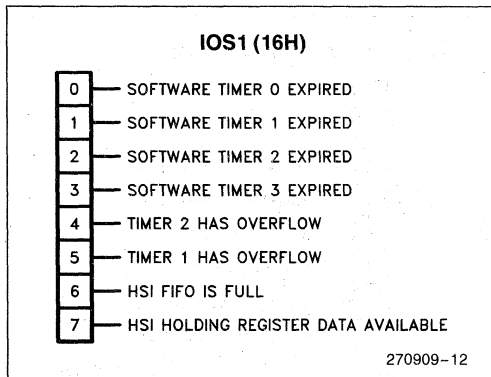 IOS1 (16H)
0 SOFTWARE TIMER 0 EXPIRED
1 SOFTWARE TIMER 1 EXPIRED
2 SOFTWARE TIMER 2 EXPIRED
3 SOFTWARE TIMER 3 EXPIRED
4 TIMER 2 HAS OVERFLOW
5 TIMER 1 HAS OVERFLOW
6 HSI FIFO IS FULL
7 HSI HOLDING REGISTER DATA AVAILABLE
270909-12